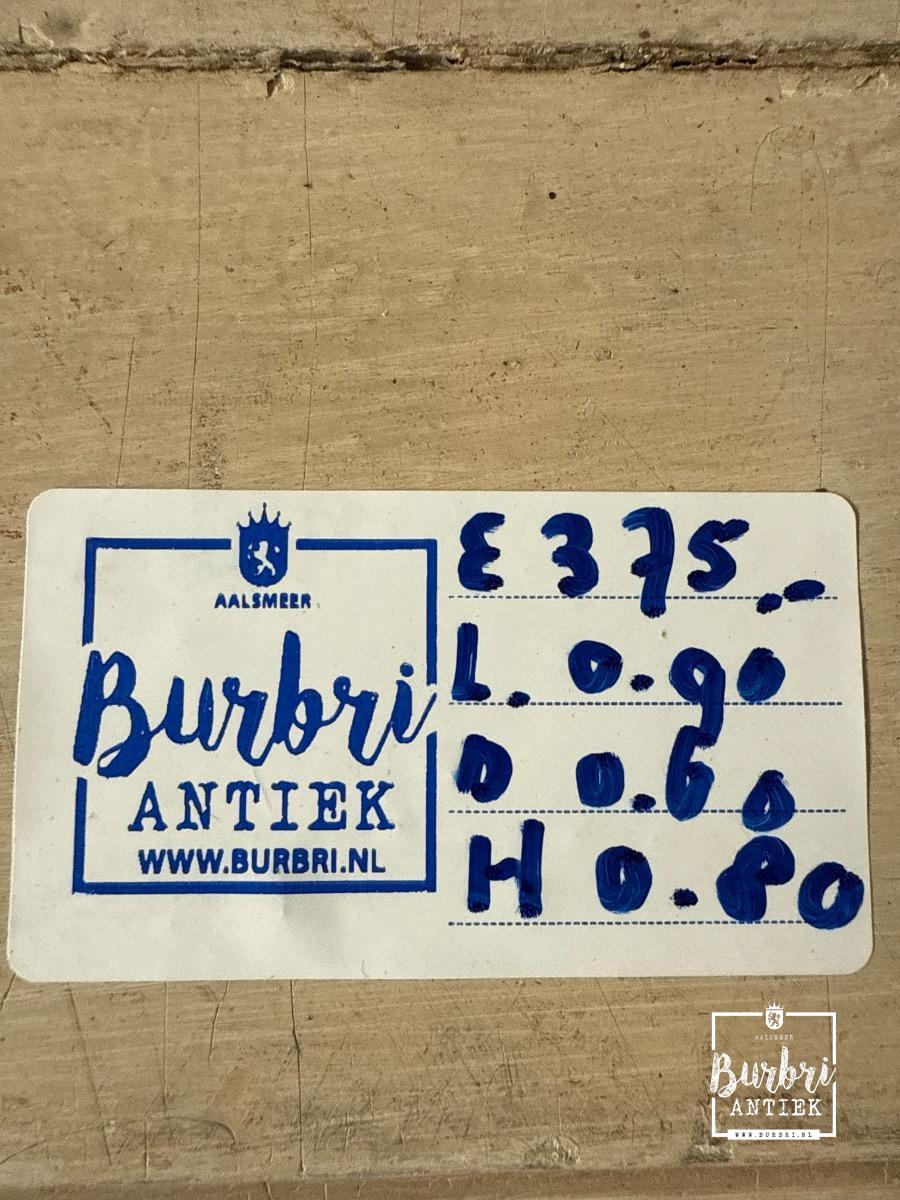 AALSMEER
Burbri
ANTIEK
WWW.BURBRI.NL
£ 375.-
L. 0.90
D 0.60
H 0.80
AALSMEER
Burbri
ANTIEK
WWW.BURBRI.NL